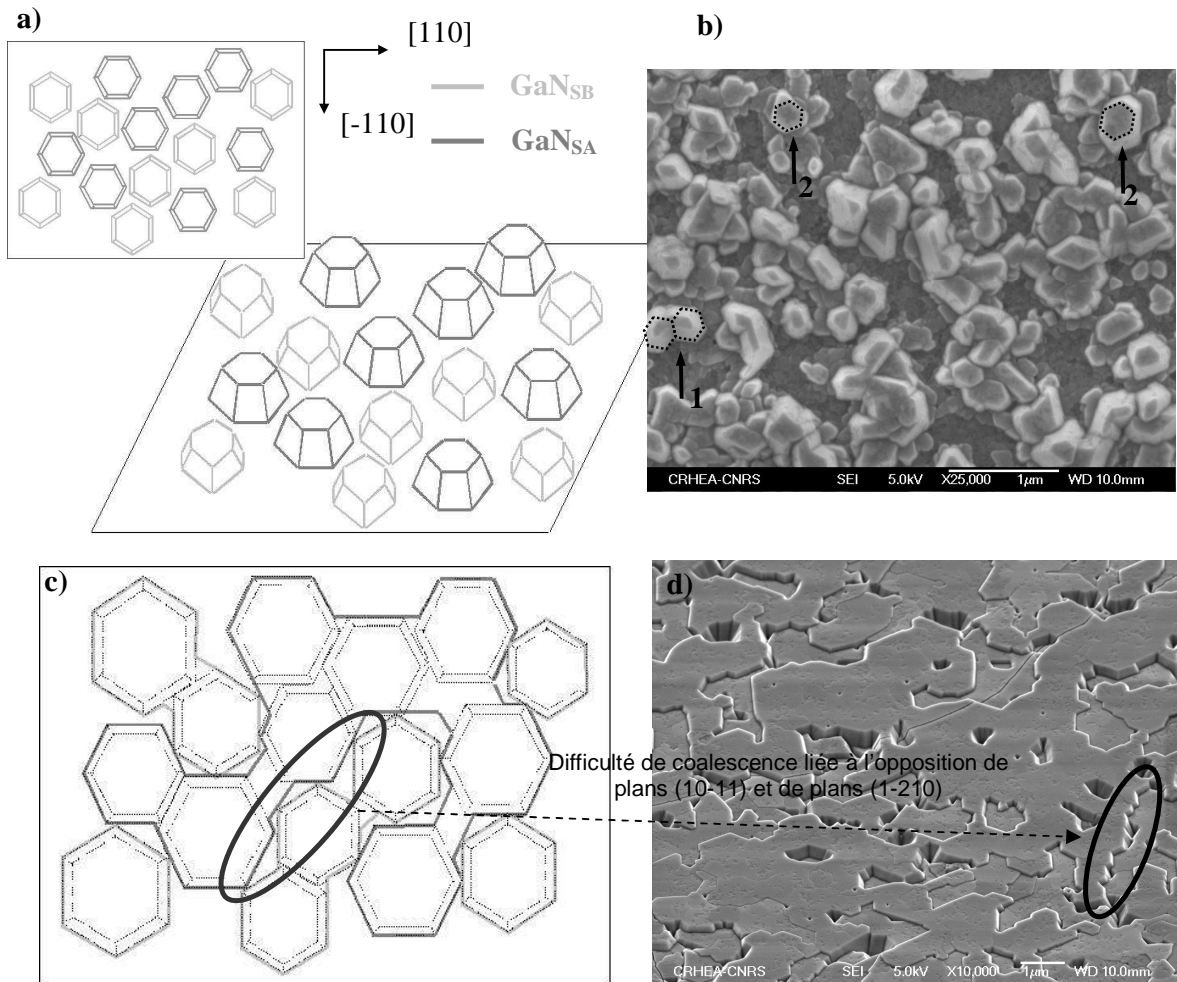 a)
[110]
GaN_SB
[-110]
GaN_SA
b)
2
2
1
CRHEA-CNRS SEI 5.0kV X25,000 1µm WD 10.0mm
c)
d)
Difficulté de coalescence liée à l'opposition de
plans (10-11) et de plans (1-210)
CRHEA-CNRS SEI 5.0kV X10,000 1µm WD 10.0mm